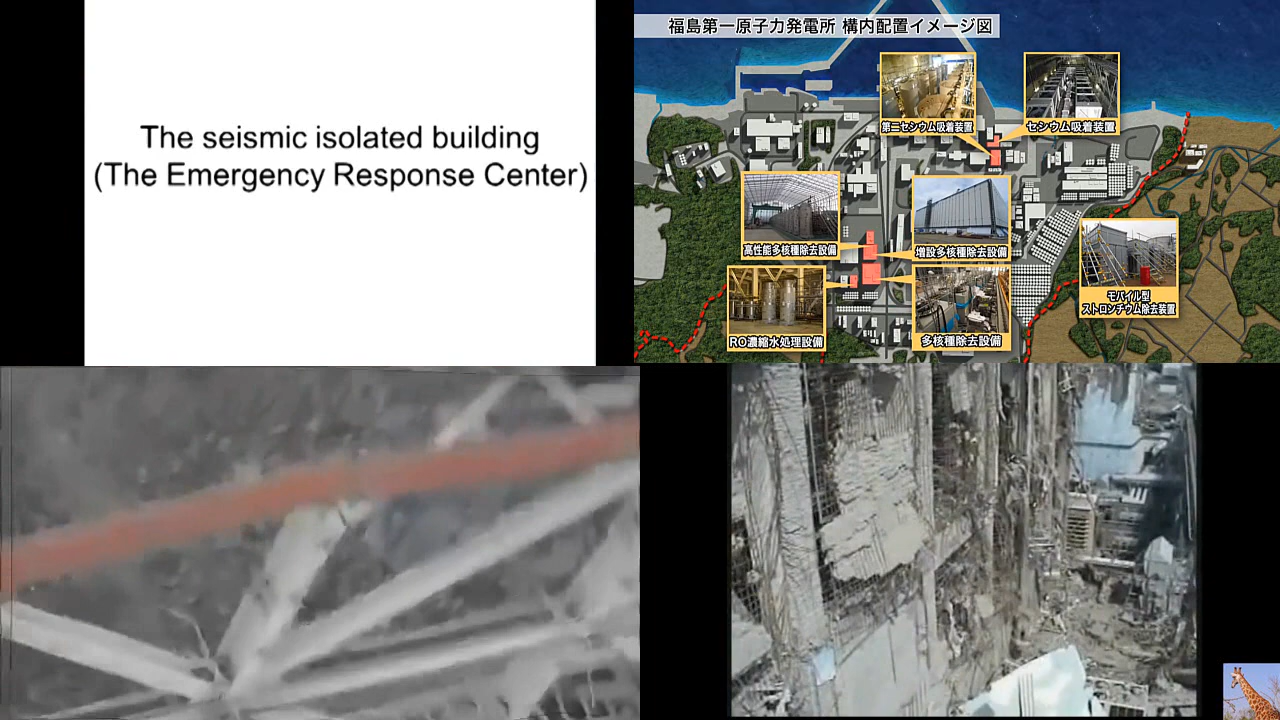 The seismic isolated building
(The Emergency Response Center)
福島第一原子力発電所 構内配置イメージ図
第二セシウム吸着装置
セシウム吸着装置
高性能多核種除去設備
増設多核種除去設備
モバイル型
ストロンチウム除去装置
RO濃縮水処理設備
多核種除去設備